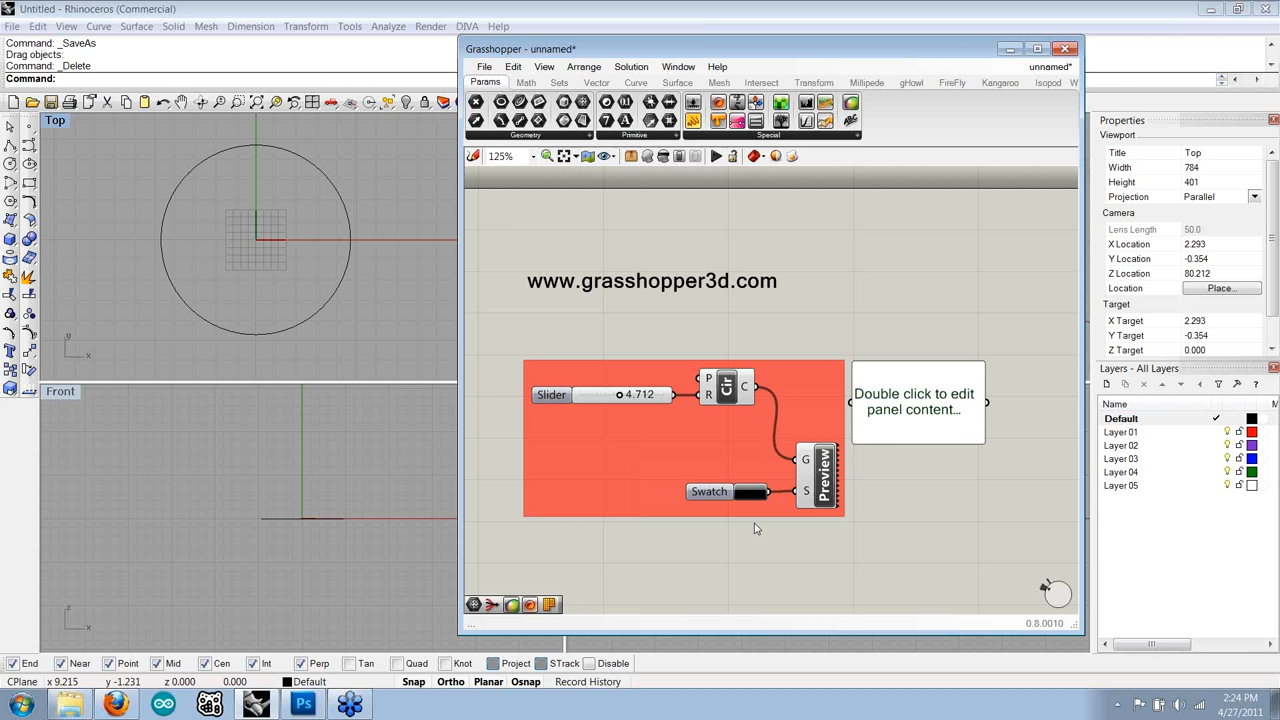 Untitled - Rhinoceros (Commercial)
File Edit View Curve Surface Solid Mesh Dimension Transform Tools Analyze Render DIVA Help
Command: _SaveAs
Drag objects:
Command: _Delete
Command:
Top
y
x
Front
z
x
Grasshopper - unnamed*
File Edit View Arrange Solution Window Help
unnamed*
Params Math Sets Vector Curve Surface Mesh Intersect Transform Millipede gHowl FireFly Kangaroo Isopod W
Geometry Primitive Special
125%
www.grasshopper3d.com
Slider 4.712
P
R
Cir
C
Swatch
G
S
Preview
Double click to edit
panel content...
...
0.8.0010
Properties
Viewport
Title Top
Width 784
Height 401
Projection Parallel
Camera
Lens Length 50.0
X Location 2.293
Y Location -0.354
Z Location 80.212
Location Place...
Target
X Target 2.293
Y Target -0.354
Z Target 0.000
Layers - All Layers
Name M
Default
Layer 01
Layer 02
Layer 03
Layer 04
Layer 05
End Near Point Mid Cen Int Perp Tan Quad Knot Project STrack Disable
CPlane x 9.215 y -1.231 z 0.000 0.000 Default Snap Ortho Planar Osnap Record History
Ps
2:24 PM
4/27/2011